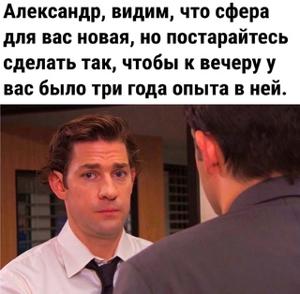 Александр, видим, что сфера
для вас новая, но постарайтесь
сделать так, чтобы к вечеру у
вас было три года опыта в ней.